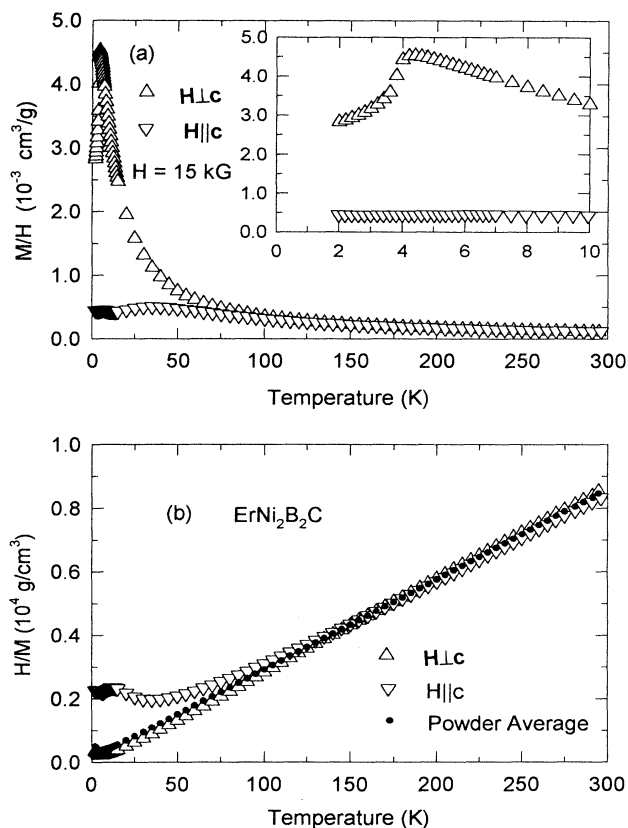 (a)
H⊥c
H||c
H = 15 kG
M/H (10⁻³ cm³/g)
5.0
4.0
3.0
2.0
1.0
0.0
0 50 100 150 200 250 300
Temperature (K)
5.0
4.0
3.0
2.0
1.0
0.0
0 2 4 6 8 10
(b) ErNi₂B₂C
H/M (10⁴ g/cm³)
1.0
0.8
0.6
0.4
0.2
0.0
H⊥c
H||c
Powder Average
0 50 100 150 200 250 300
Temperature (K)